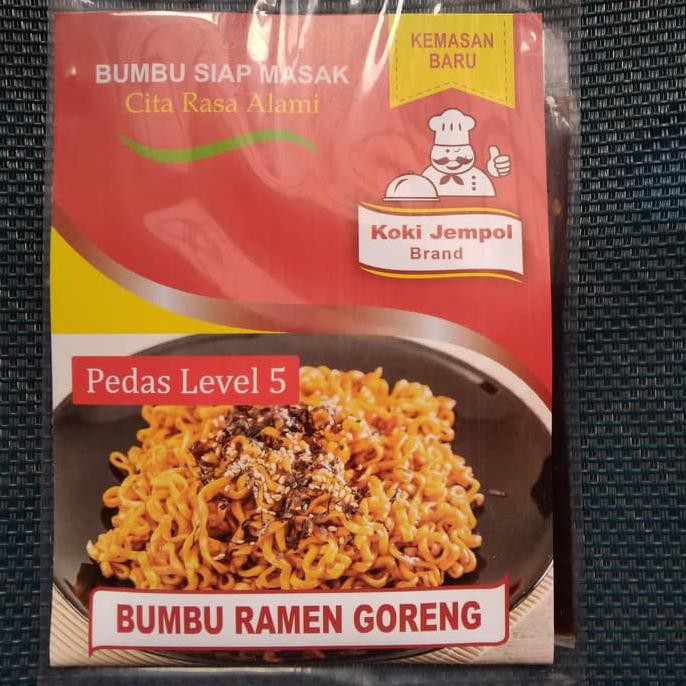 BUMBU SIAP MASAK
Cita Rasa Alami
KEMASAN
BARU
Koki Jempol
Brand
Pedas Level 5
BUMBU RAMEN GORENG